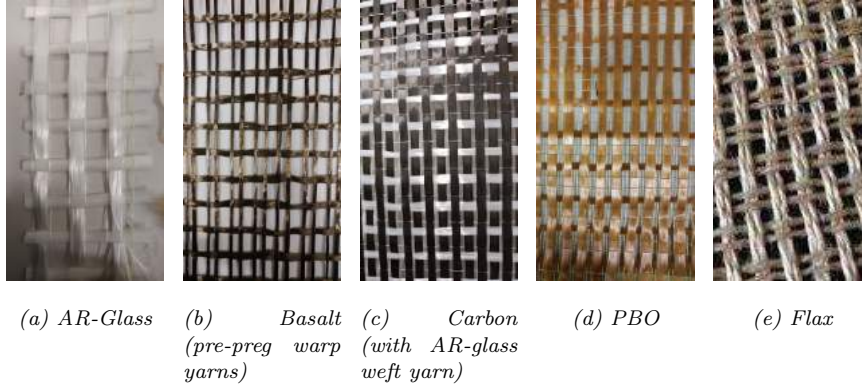 (a) AR-Glass
(b) Basalt
(pre-preg warp
yarns)
(c) Carbon
(with AR-glass
weft yarn)
(d) PBO
(e) Flax